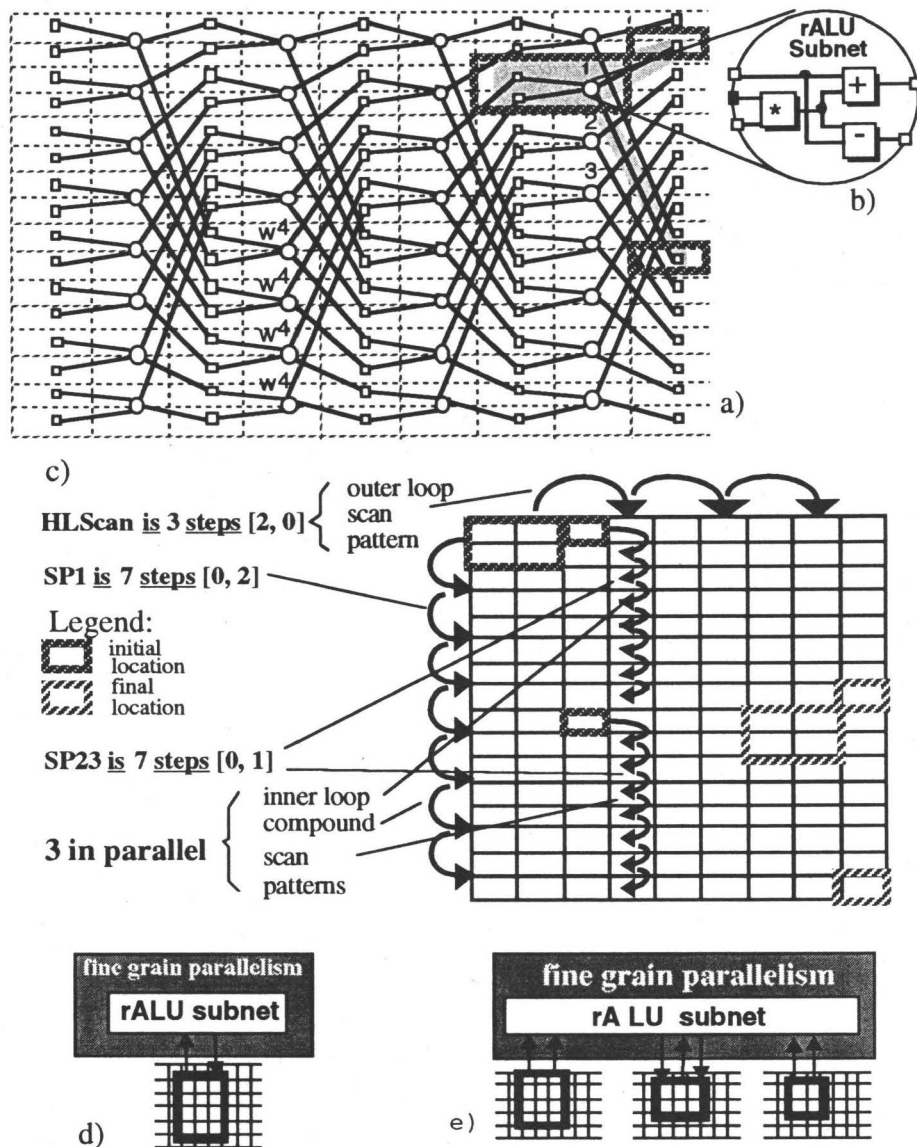 rALU
Subnet
*
+
-
b)
1
2
3
w4
w4
w4
w4
a)
c)
HLScan is 3 steps [2, 0]
outer loop
scan
pattern
SP1 is 7 steps [0, 2]
Legend:
initial
location
final
location
SP23 is 7 steps [0, 1]
3 in parallel
inner loop
compound
scan
patterns
fine grain parallelism
rALU subnet
d)
fine grain parallelism
rA LU subnet
e)